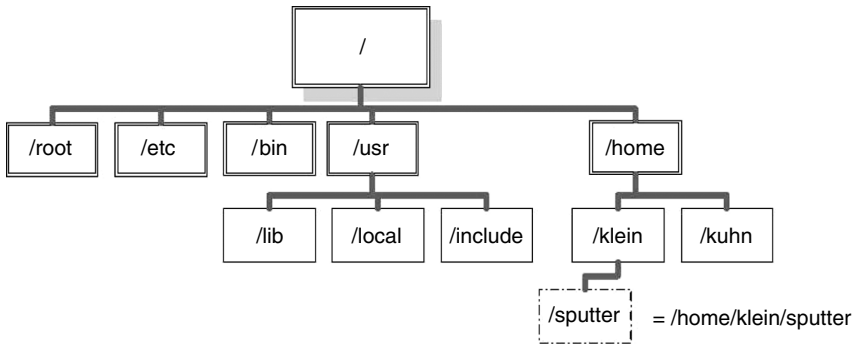 /
/root /etc /bin /usr /home
/lib /local /include /klein /kuhn
/sputter = /home/klein/sputter